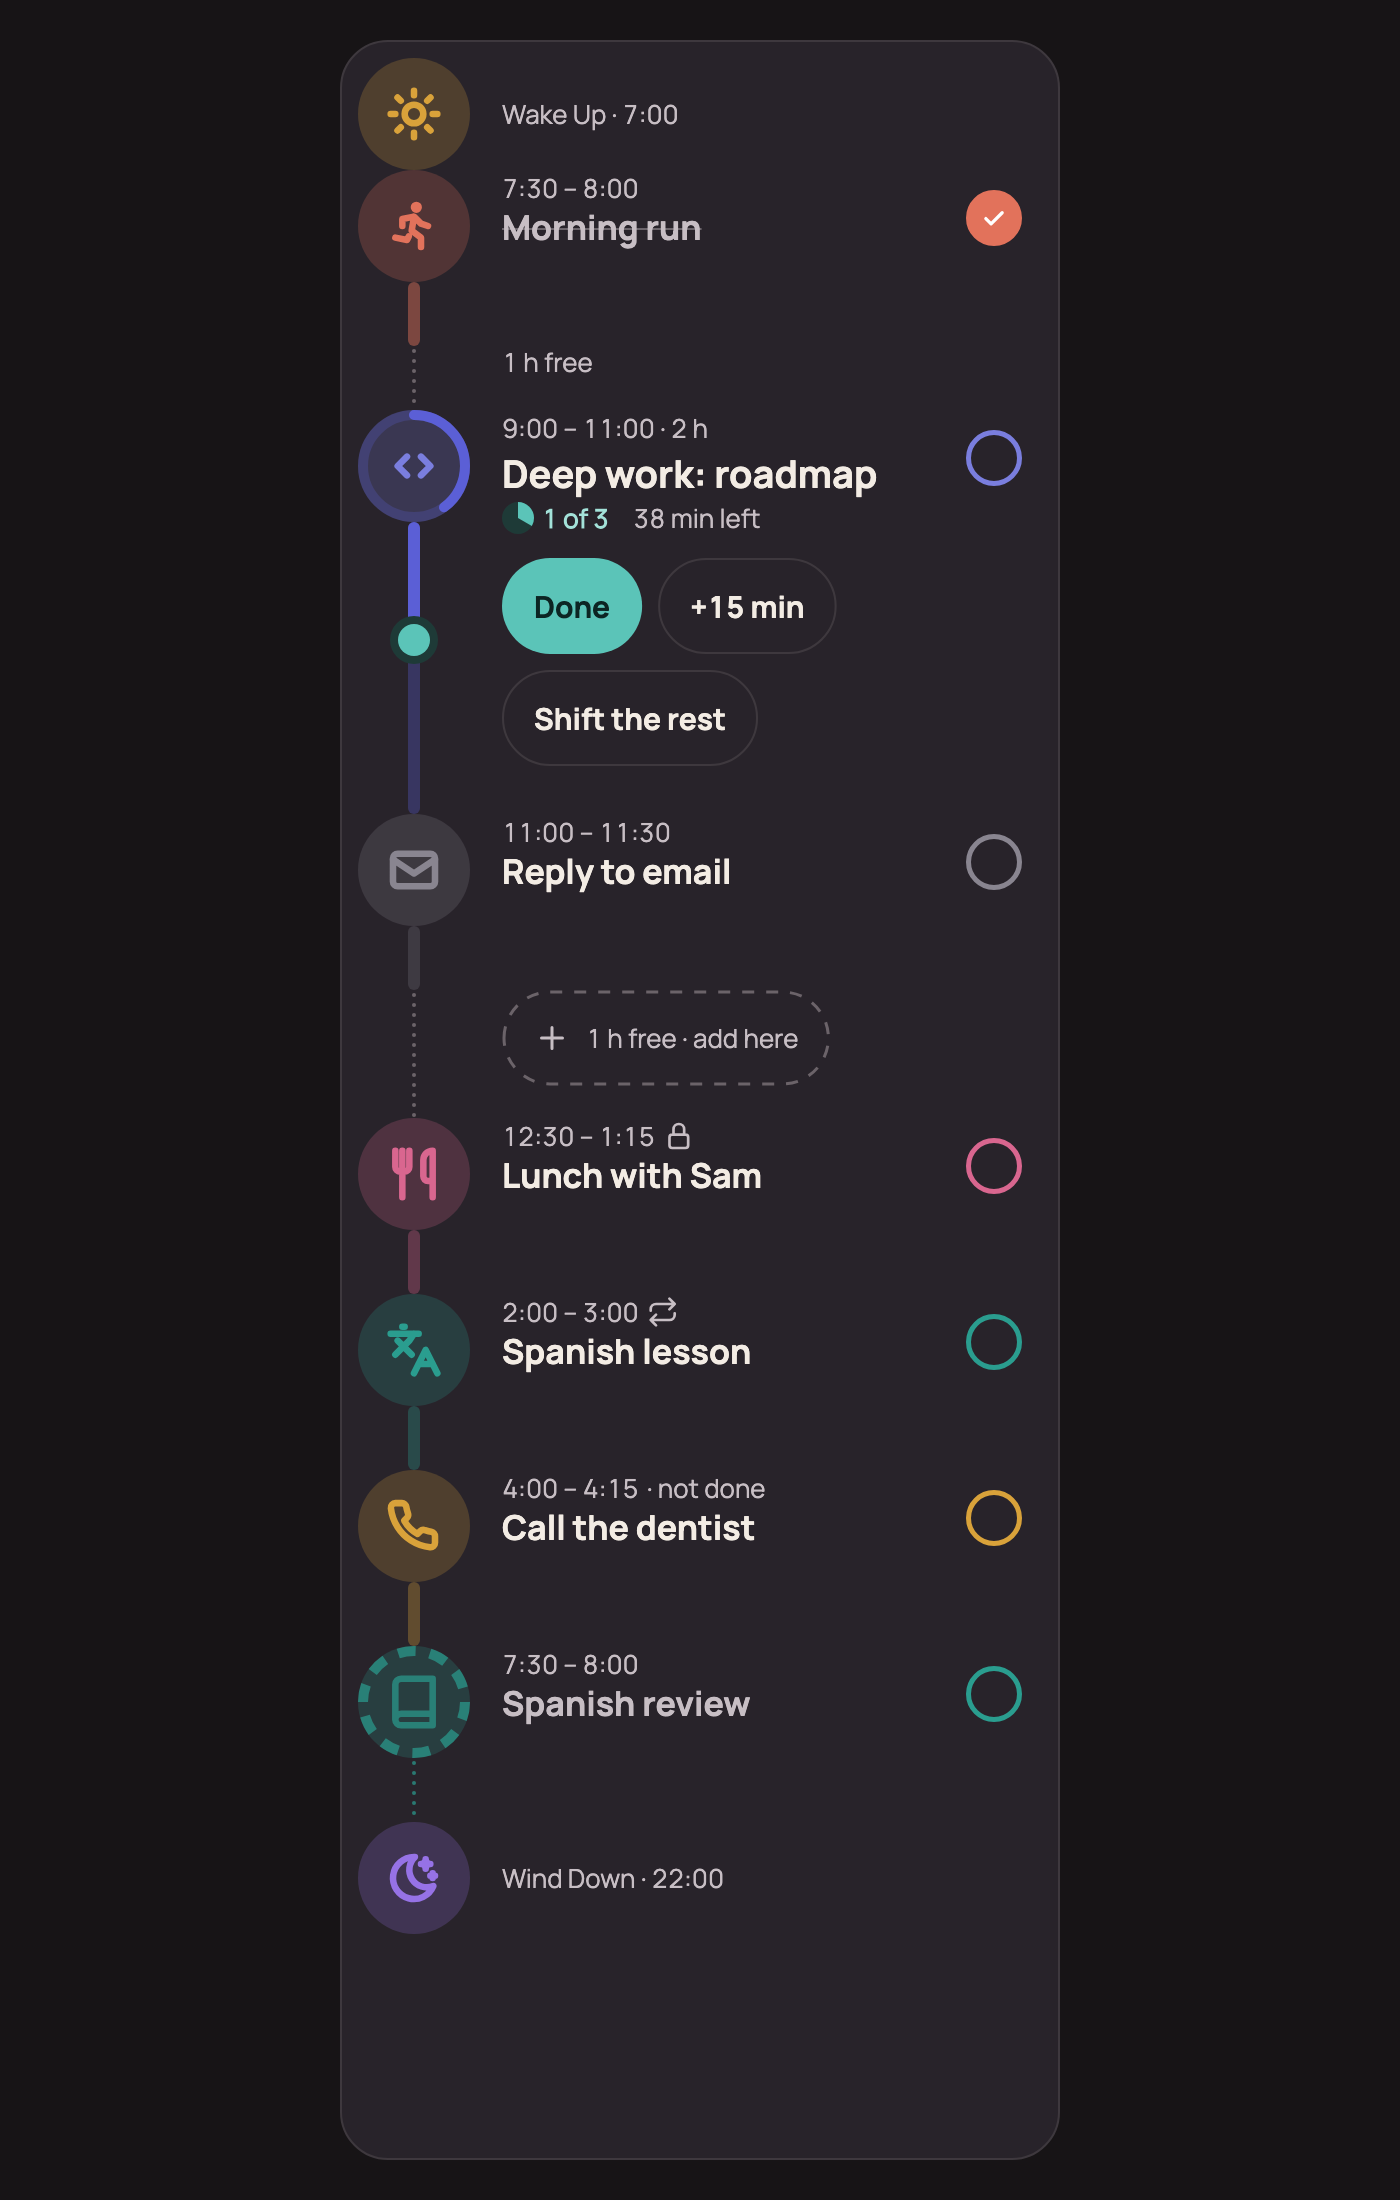 Wake Up · 7:00
7:30 – 8:00
Morning run
1 h free
9:00 – 11:00 · 2 h
Deep work: roadmap
1 of 3 38 min left
Done +15 min
Shift the rest
11:00 – 11:30
Reply to email
+ 1 h free · add here
12:30 – 1:15
Lunch with Sam
2:00 – 3:00
Spanish lesson
4:00 – 4:15 · not done
Call the dentist
7:30 – 8:00
Spanish review
Wind Down · 22:00